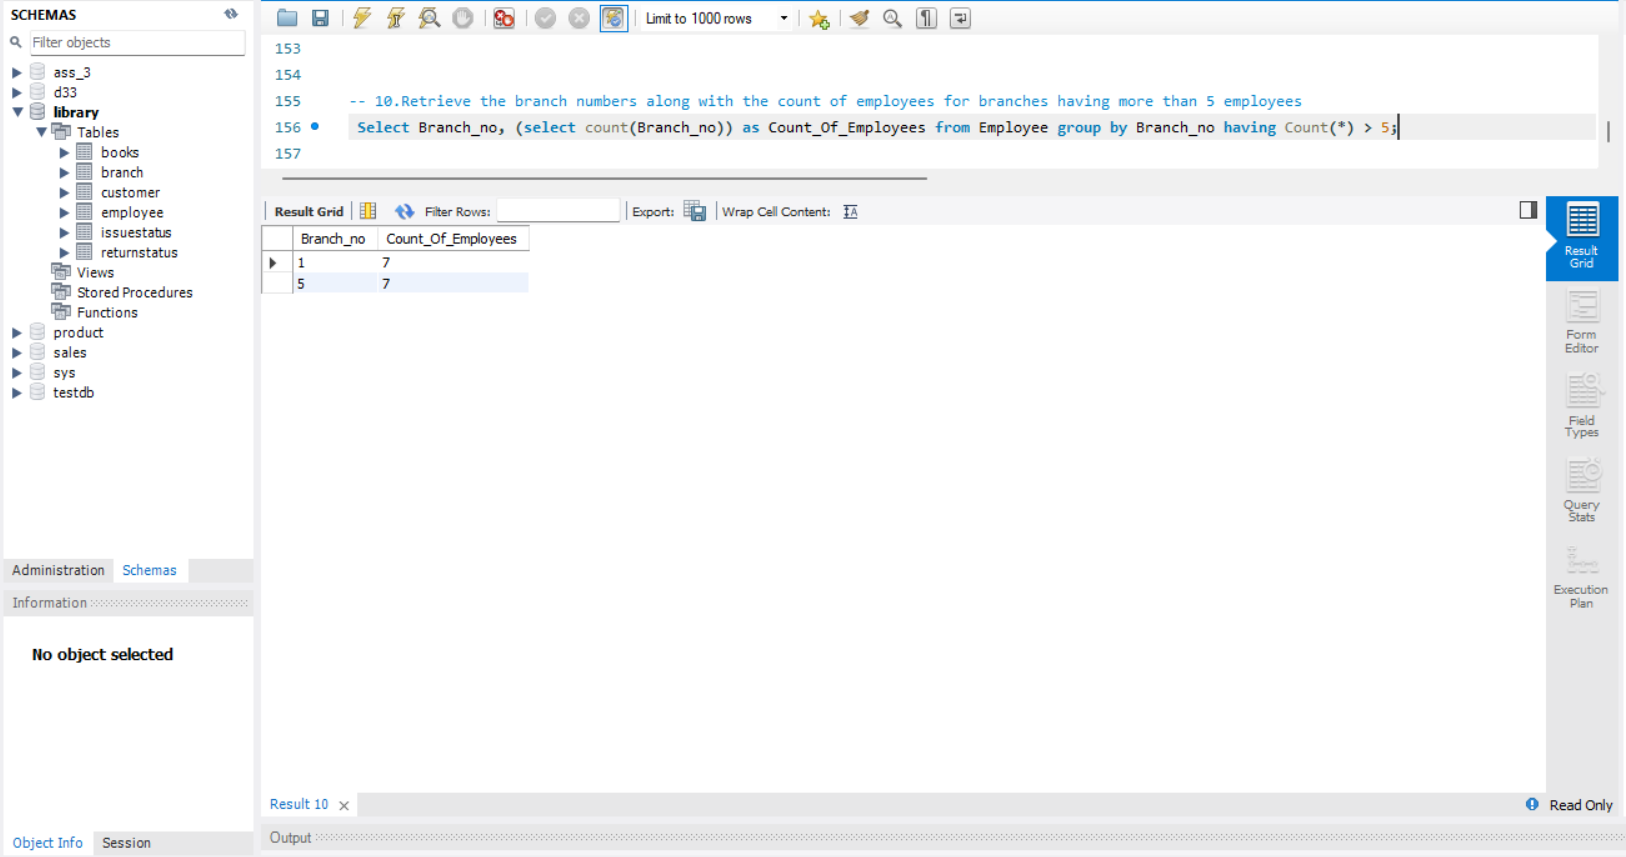 SCHEMAS
Filter objects
ass_3
d33
library
Tables
books
branch
customer
employee
issuestatus
returnstatus
Views
Stored Procedures
Functions
product
sales
sys
testdb
Administration
Schemas
Information
No object selected
Object Info
Session
Limit to 1000 rows
153
154
155 -- 10.Retrieve the branch numbers along with the count of employees for branches having more than 5 employees
156 Select Branch_no, (select count(Branch_no)) as Count_Of_Employees from Employee group by Branch_no having Count(*) > 5;
157
Result Grid
Filter Rows:
Export:
Wrap Cell Content:
Branch_no Count_Of_Employees
1 7
5 7
Result
Grid
Form
Editor
Field
Types
Query
Stats
Execution
Plan
Result 10
Read Only
Output